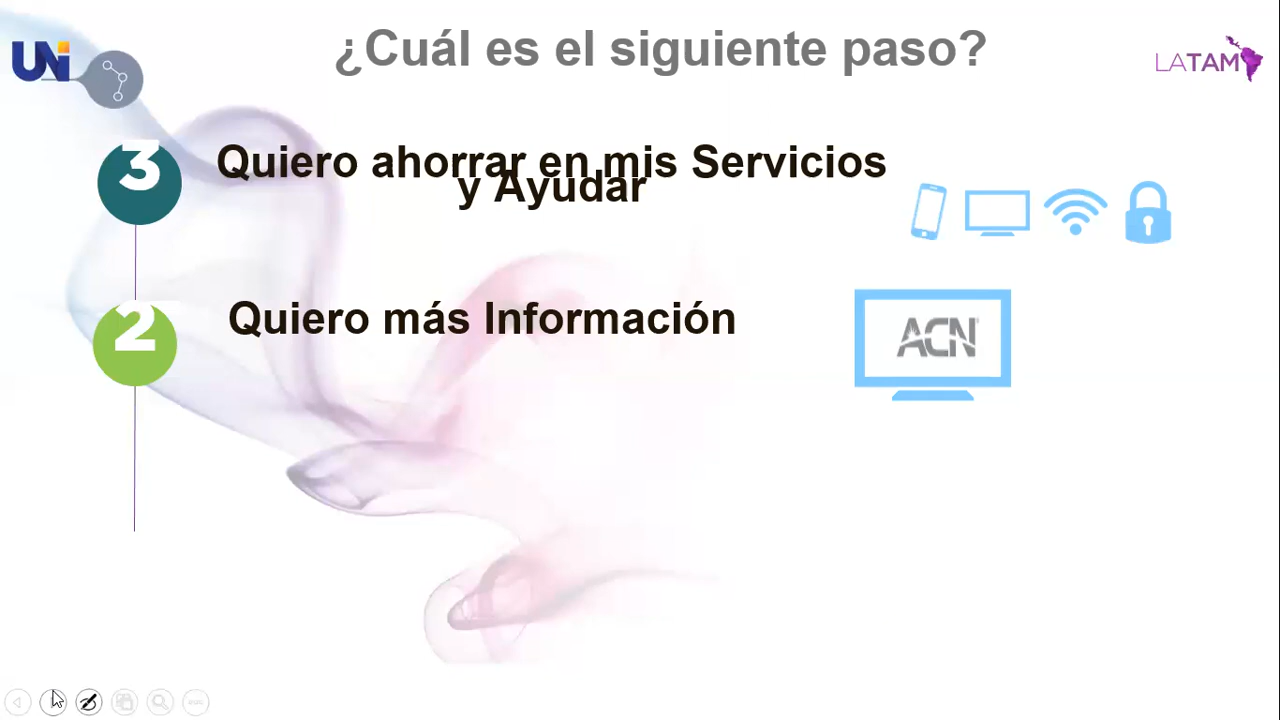 ¿Cuál es el siguiente paso?
UNi
LATAM
3
Quiero ahorrar en mis Servicios
y Ayudar
2
Quiero más Información
ACN